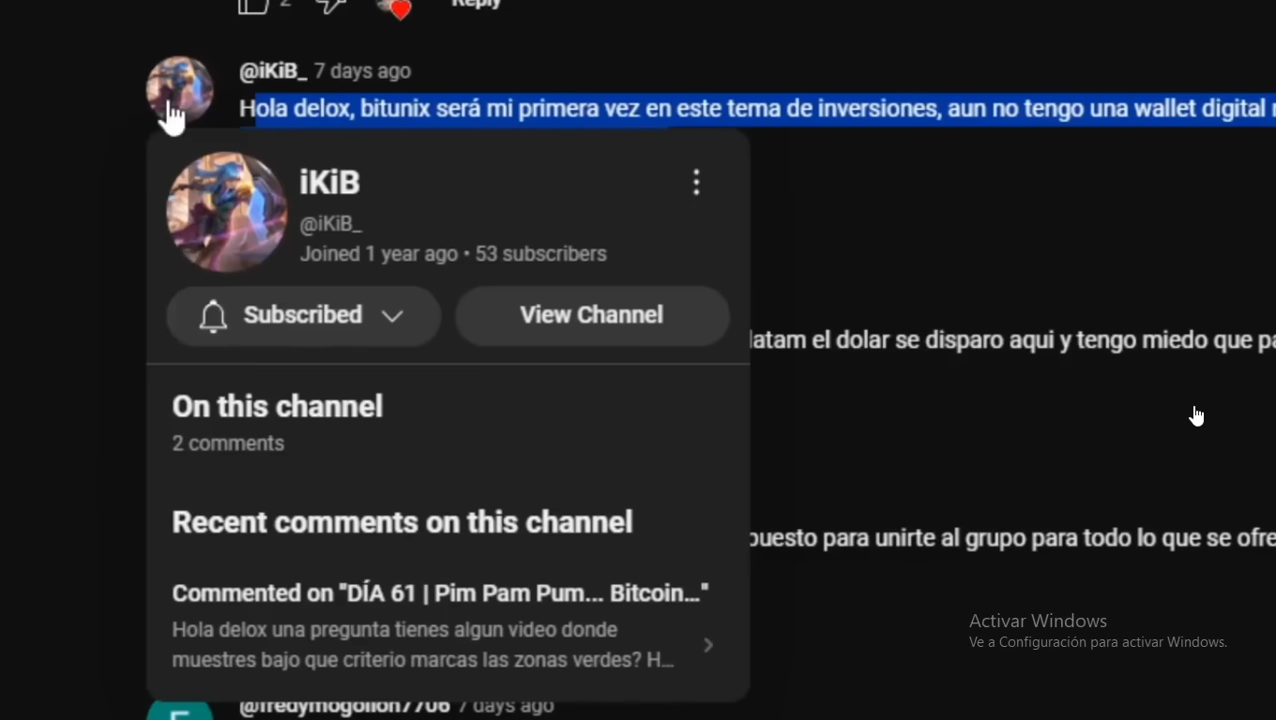 2
Reply
@iKiB_ 7 days ago
Hola delox, bitunix será mi primera vez en este tema de inversiones, aun no tengo una wallet digital
iKiB
@iKiB_
Joined 1 year ago • 53 subscribers
Subscribed
View Channel
latam el dolar se disparo aqui y tengo miedo que
On this channel
2 comments
Recent comments on this channel
puesto para unirte al grupo para todo lo que se
Commented on "DÍA 61 | Pim Pam Pum... Bitcoin..."
Hola delox una pregunta tienes algun video donde
muestres bajo que criterio marcas las zonas verdes? H...
Activar Windows
Ve a Configuración para activar Windows.
@fredymogollon7706 7 days ago